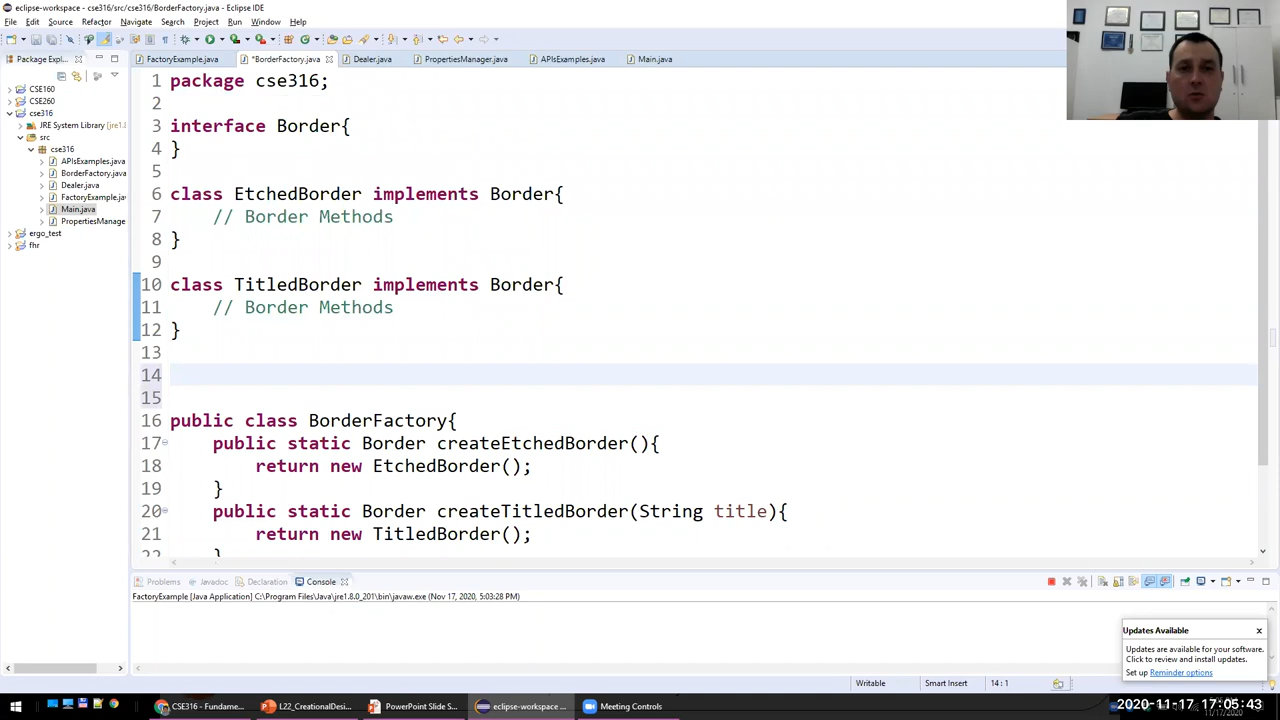 eclipse-workspace - cse316/src/cse316/BorderFactory.java - Eclipse IDE
File Edit Source Refactor Navigate Search Project Run Window Help
Package Expl...
FactoryExample.java
*BorderFactory.java
Dealer.java
PropertiesManager.java
APIsExamples.java
Main.java
CSE160
CSE260
cse316
JRE System Library [jre1.8.
src
cse316
APIsExamples.java
BorderFactory.java
Dealer.java
FactoryExample.jav
Main.java
PropertiesManage
ergo_test
fhr
1 package cse316;
2
3 interface Border{
4 }
5
6 class EtchedBorder implements Border{
7 // Border Methods
8 }
9
10 class TitledBorder implements Border{
11 // Border Methods
12 }
13
14
15
16 public class BorderFactory{
17 public static Border createEtchedBorder(){
18 return new EtchedBorder();
19 }
20 public static Border createTitledBorder(String title){
21 return new TitledBorder();
22 }
Problems Javadoc Declaration Console
FactoryExample [Java Application] C:\Program Files\Java\jre1.8.0_201\bin\javaw.exe (Nov 17, 2020, 5:03:28 PM)
Updates Available
Updates are available for your software.
Click to review and install updates.
Set up Reminder options
Writable Smart Insert 14 : 1
CSE316 - Fundame...
L22_CreationalDesi...
PowerPoint Slide S...
eclipse-workspace ...
Meeting Controls
2020-11-17 17:05:43
11/17/2020